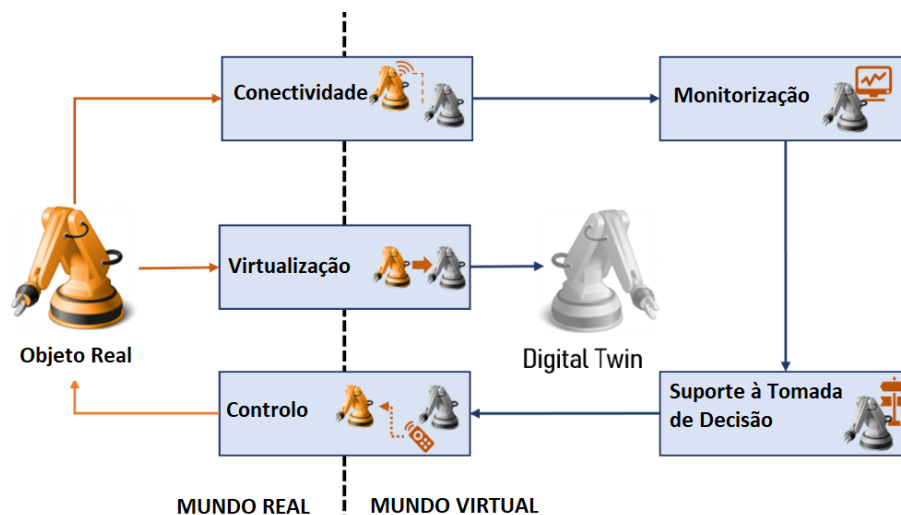 Conectividade
Monitorização
Virtualização
Objeto Real
Digital Twin
Controlo
Suporte à Tomada
de Decisão
MUNDO REAL
MUNDO VIRTUAL